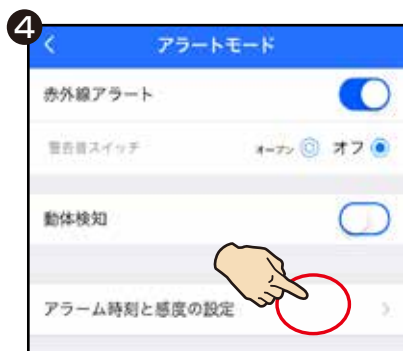 4
アラートモード
赤外線アラート
警告音スイッチ オープン オフ
動体検知
アラーム時刻と感度の設定